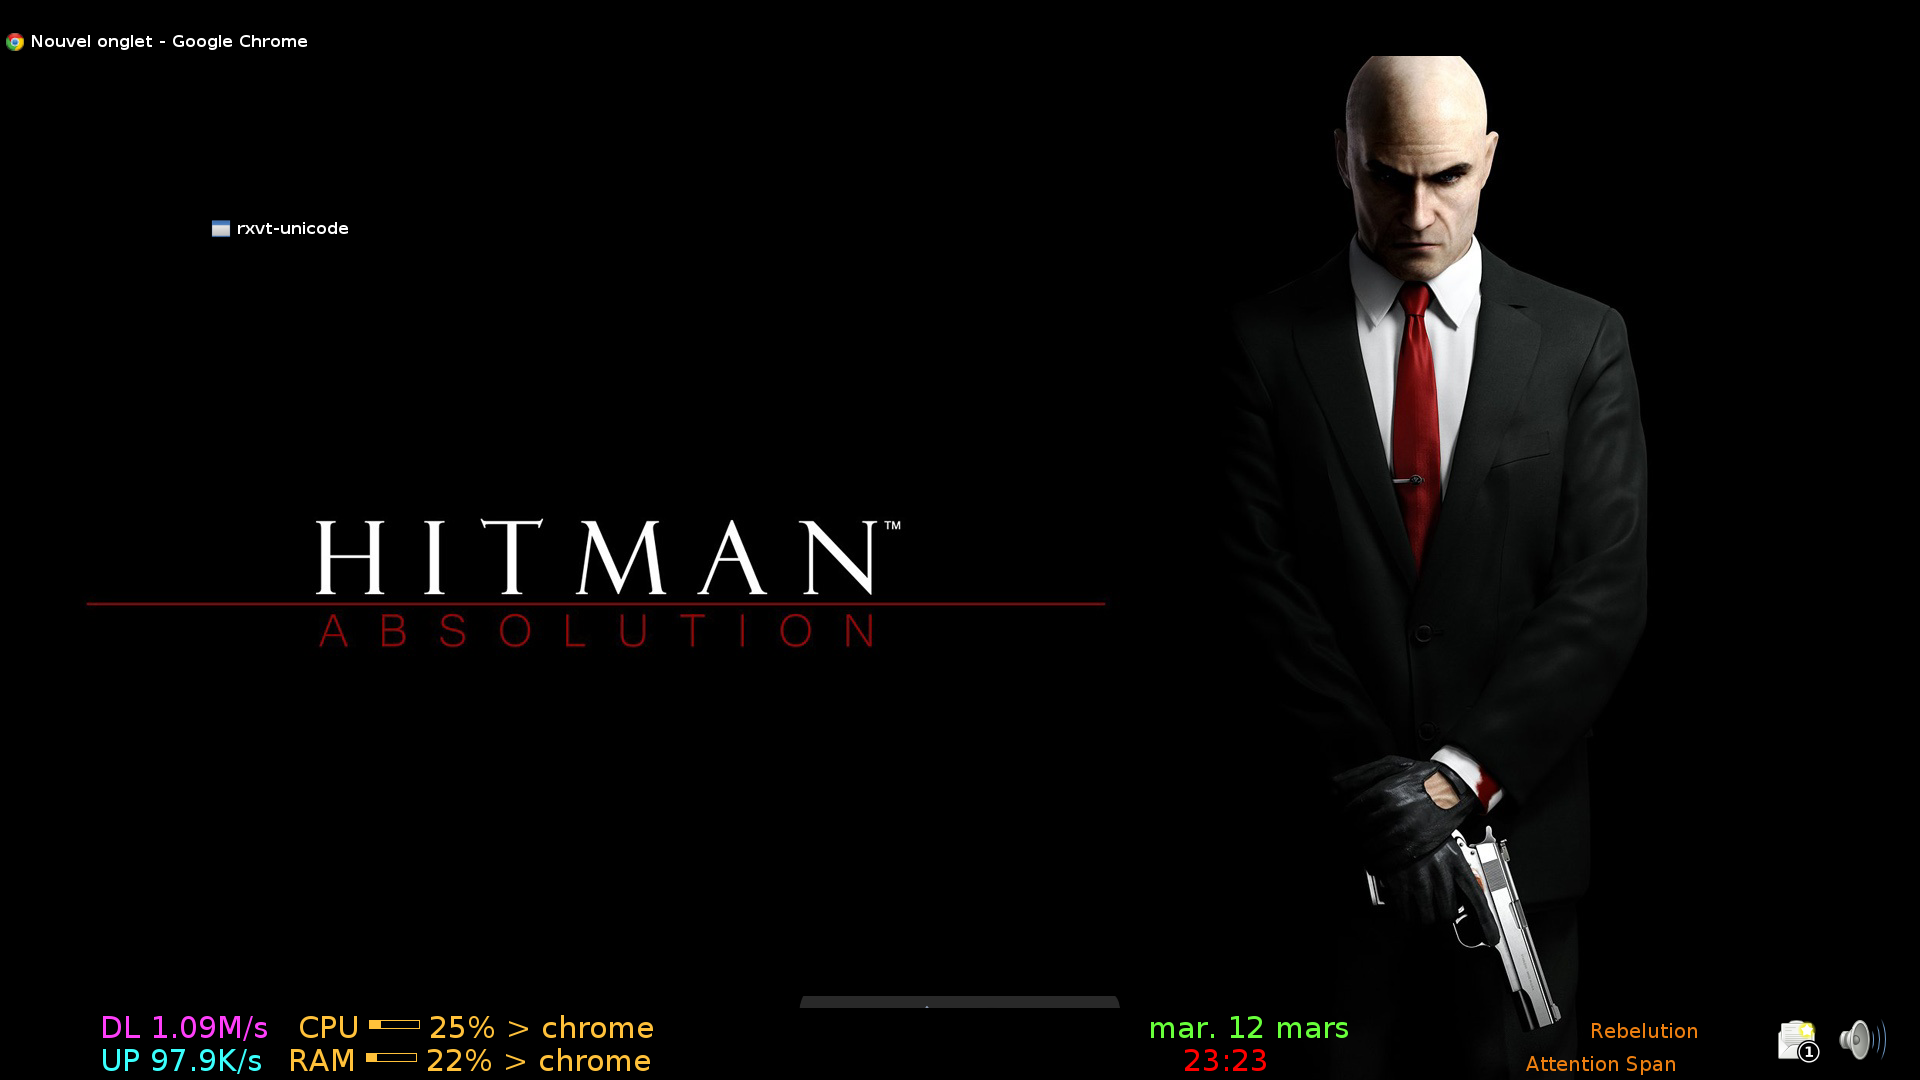 Nouvel onglet - Google Chrome
rxvt-unicode
HITMAN™
ABSOLUTION
DL 1.09M/s CPU 25% > chrome
UP 97.9K/s RAM 22% > chrome
mar. 12 mars
23:23
Rebelution
Attention Span
1